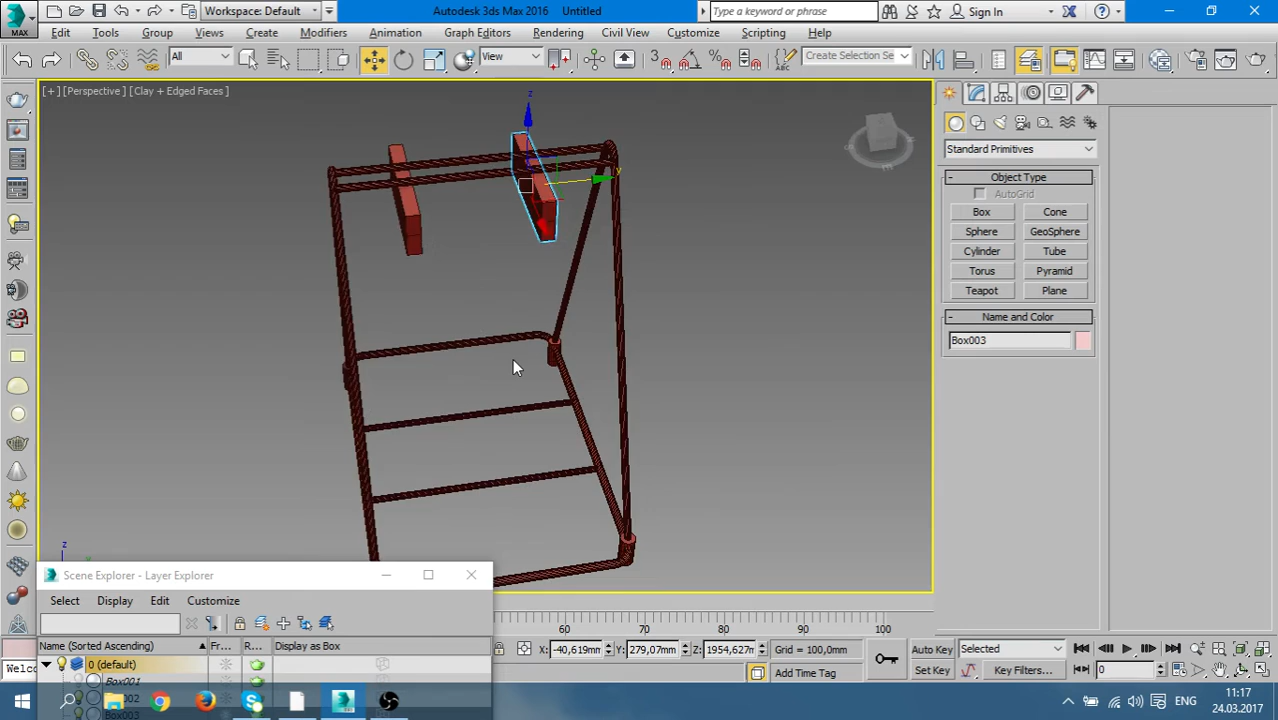 MAX
Workspace: Default
Autodesk 3ds Max 2016
Untitled
Type a keyword or phrase
Sign In
Edit Tools Group Views Create Modifiers Animation Graph Editors Rendering Civil View Customize Scripting Help
All
View
Create Selection Se
[+] [Perspective] [Clay + Edged Faces]
z
y
Standard Primitives
- Object Type
AutoGrid
Box Cone
Sphere GeoSphere
Cylinder Tube
Torus Pyramid
Teapot Plane
- Name and Color
Box003
z
Scene Explorer - Layer Explorer
Select Display Edit Customize
Name (Sorted Ascending) Fr... R... Display as Box
0 (default)
Box001
002
Box003
60 70 80 90 100
X: -40,619mm Y: 279,07mm Z: 1954,627m Grid = 100,0mm
Add Time Tag
Auto Key Selected
Set Key Key Filters...
0
Welc
ENG
11:17
24.03.2017